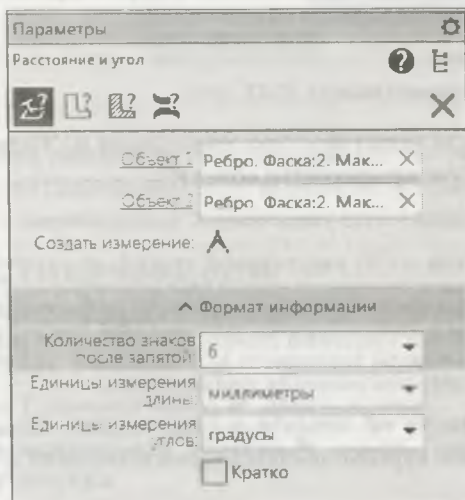 Параметры
Расстояние и угол
Объект 1 Ребро. Фаска:2. Мак...
Объект 2 Ребро. Фаска:2. Мак...
Создать измерение:
Формат информации
Количество знаков
после запятой: 6
Единицы измерения
длины: миллиметры
Единицы измерения
углов: градусы
Кратко